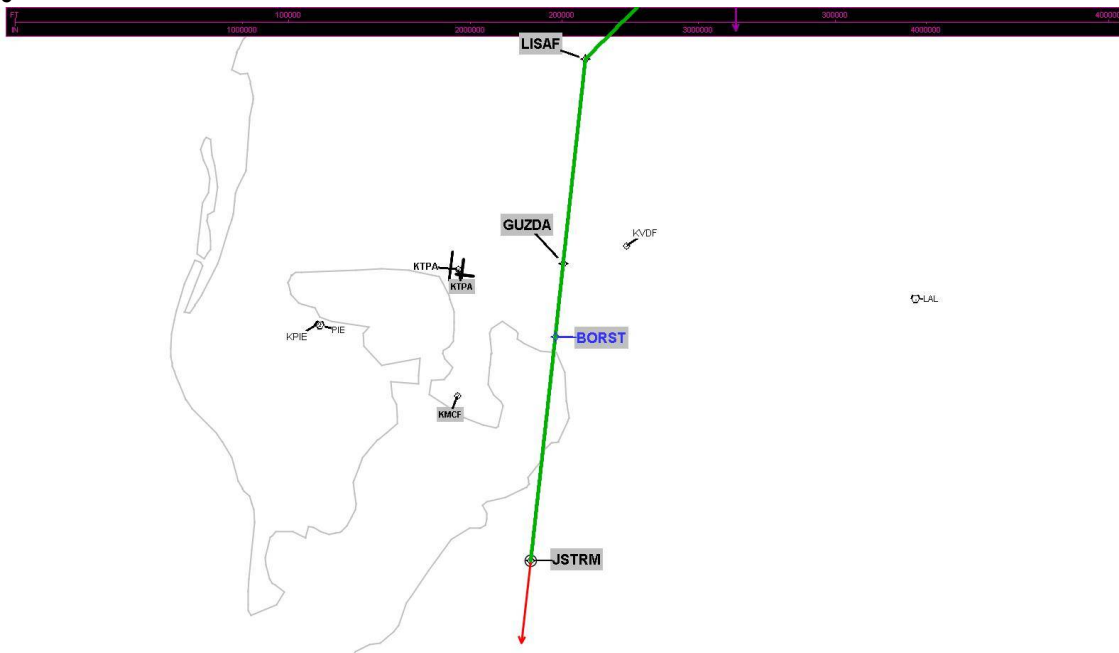 FT 100000 200000 300000 400000
IN 1000000 2000000 3000000 4000000
LISAF
GUZDA
KVDF
KTPA
KTPA
LAL
KPIE PIE
BORST
KMCF
JSTRM